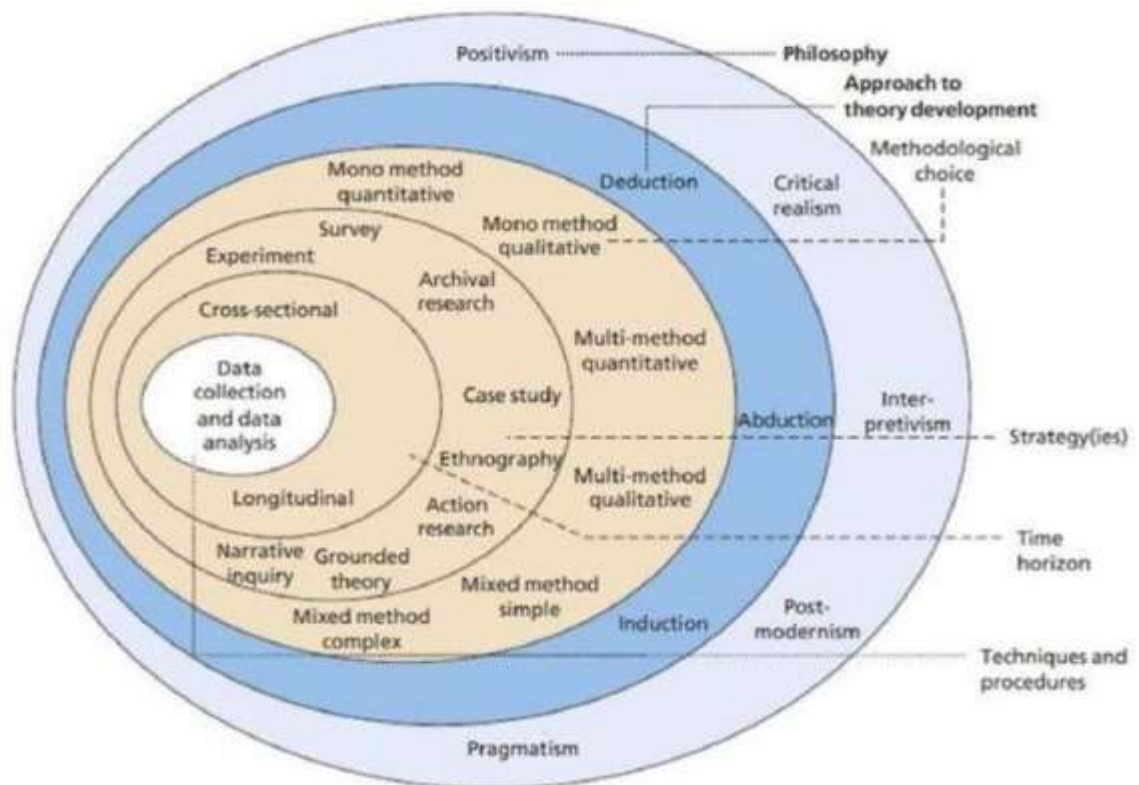 Positivism
Philosophy
Approach to
theory development
Methodological
choice
Mono method
quantitative
Deduction
Critical
realism
Survey
Mono method
qualitative
Experiment
Archival
research
Cross-sectional
Multi-method
quantitative
Data
collection
and data
analysis
Case study
Inter-
pretivism
Abduction
Strategy(ies)
Ethnography
Multi-method
qualitative
Longitudinal
Action
research
Time
horizon
Narrative
inquiry
Grounded
theory
Mixed method
simple
Mixed method
complex
Induction
Post-
modernism
Techniques and
procedures
Pragmatism